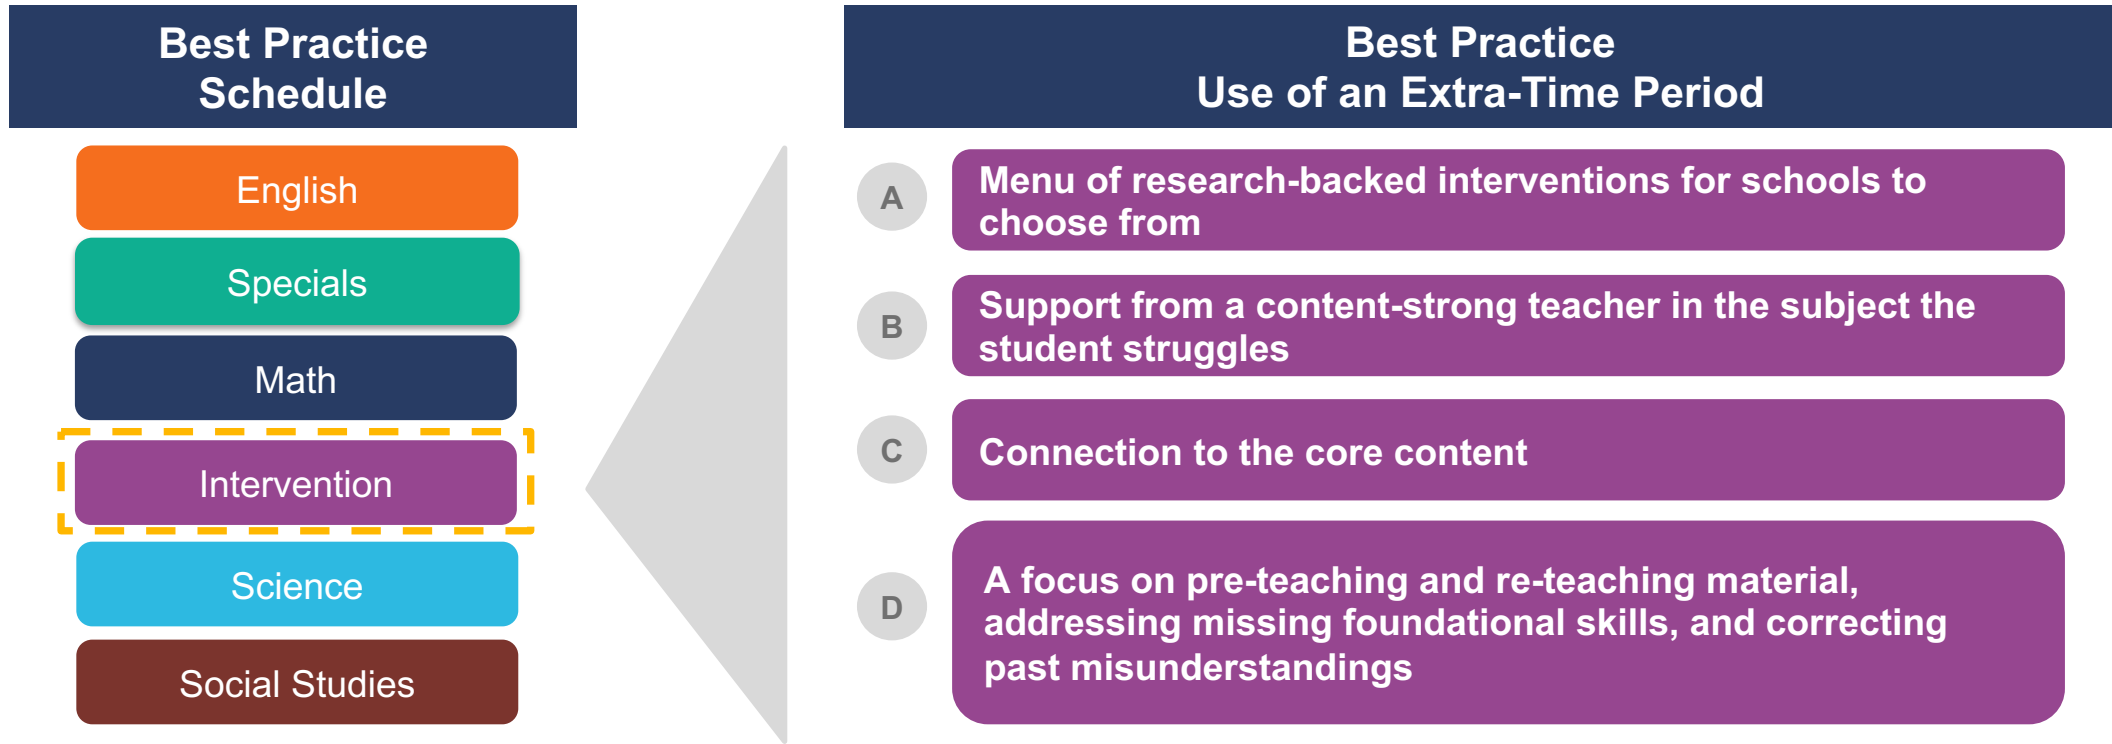 Best Practice
Schedule
English
Specials
Math
Intervention
Science
Social Studies
Best Practice
Use of an Extra-Time Period
A
Menu of research-backed interventions for schools to
choose from
B
Support from a content-strong teacher in the subject the
student struggles
C
Connection to the core content
D
A focus on pre-teaching and re-teaching material,
addressing missing foundational skills, and correcting
past misunderstandings